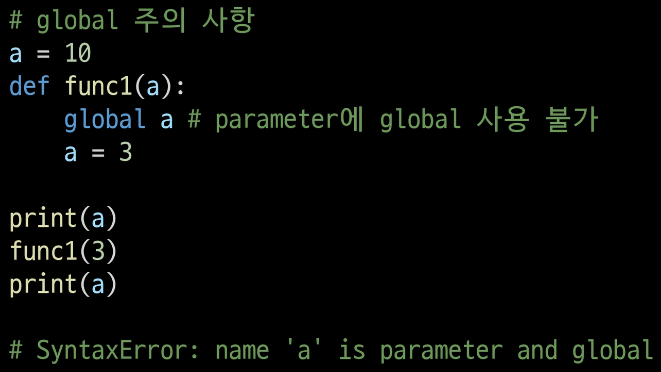 # global 주의 사항
a = 10
def func1(a):
    global a # parameter에 global 사용 불가
    a = 3

print(a)
func1(3)
print(a)

# SyntaxError: name 'a' is parameter and global